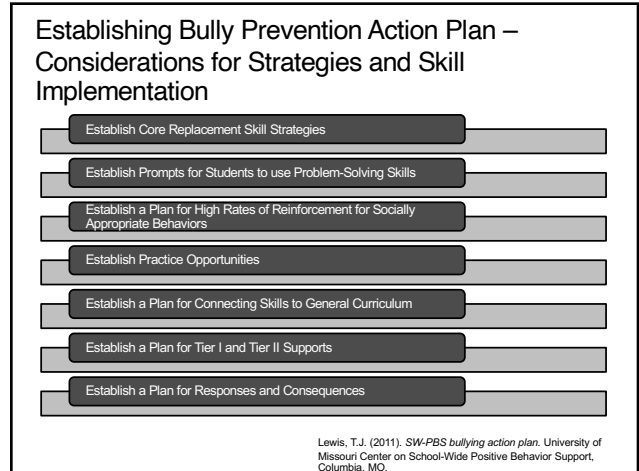 Establishing Bully Prevention Action Plan –
Considerations for Strategies and Skill
Implementation
Establish Core Replacement Skill Strategies
Establish Prompts for Students to use Problem-Solving Skills
Establish a Plan for High Rates of Reinforcement for Socially
Appropriate Behaviors
Establish Practice Opportunities
Establish a Plan for Connecting Skills to General Curriculum
Establish a Plan for Tier I and Tier II Supports
Establish a Plan for Responses and Consequences
Lewis, T.J. (2011). SW-PBS bullying action plan. University of
Missouri Center on School-Wide Positive Behavior Support,
Columbia, MO.